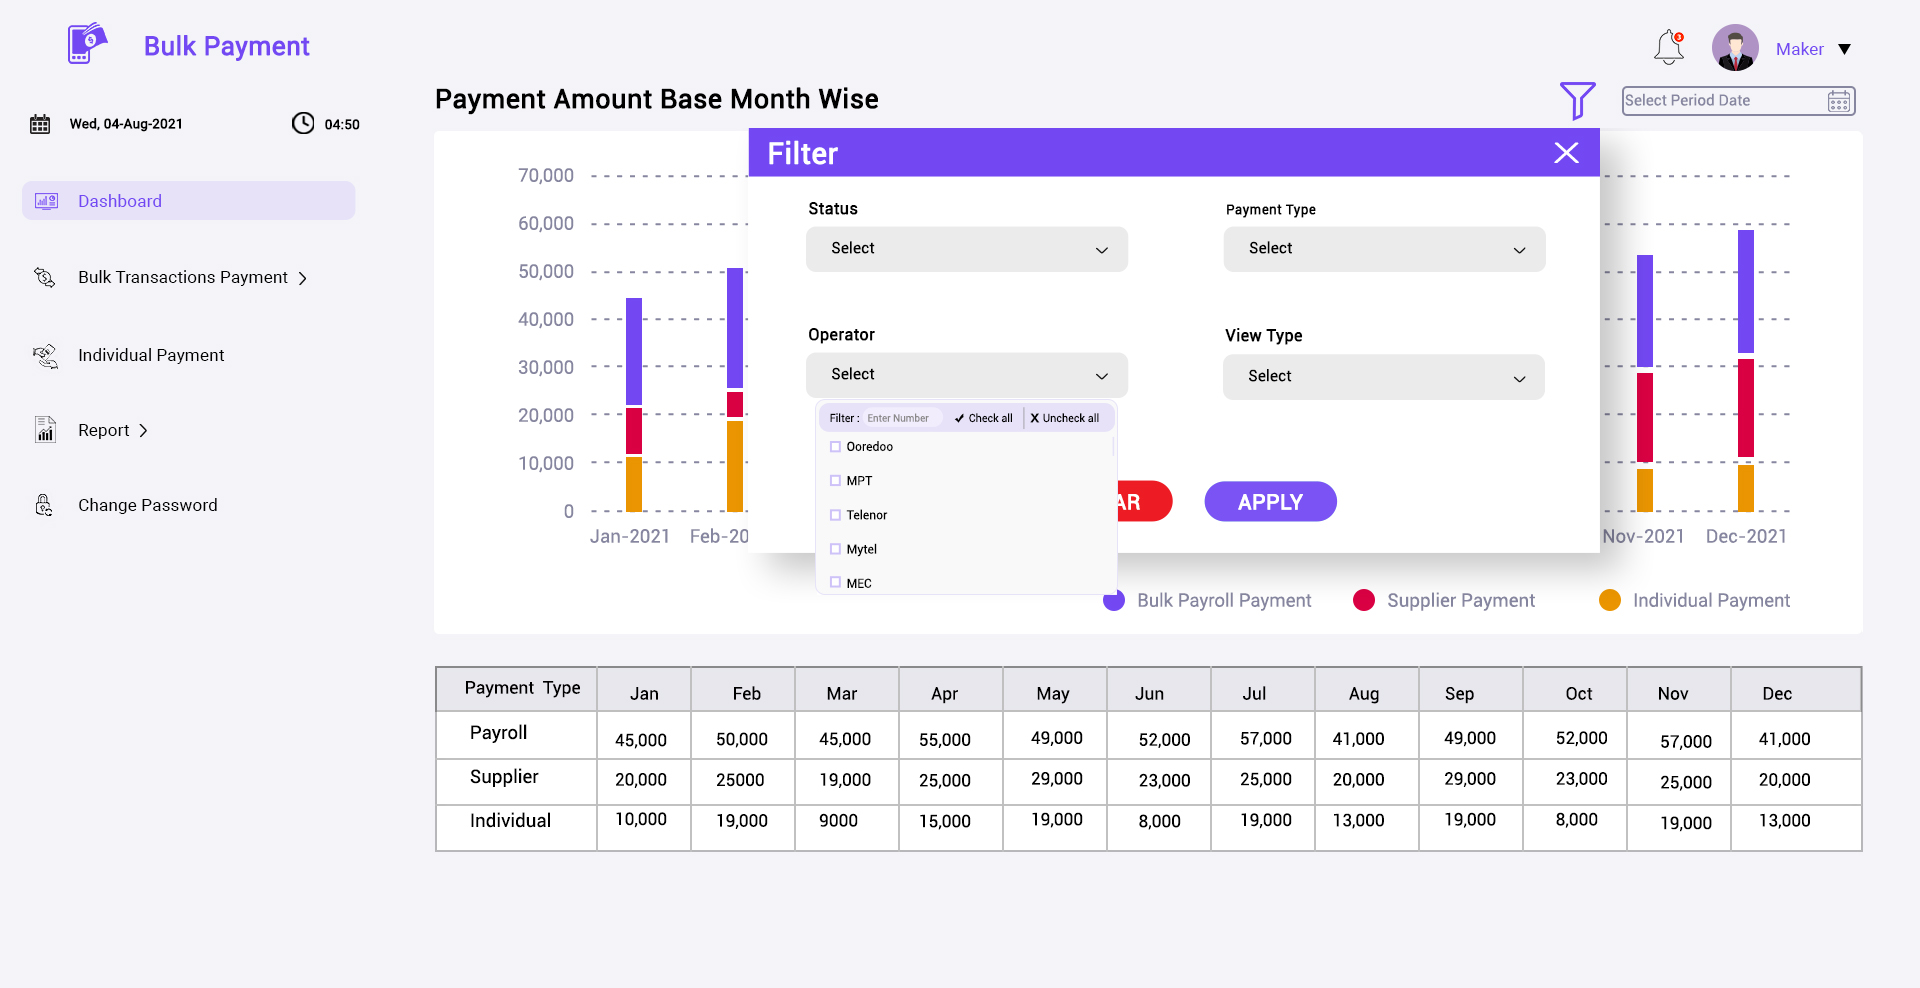 Bulk Payment
3
Maker
Payment Amount Base Month Wise
Select Period Date
Wed, 04-Aug-2021
04:50
Dashboard
Bulk Transactions Payment
Individual Payment
Report
Change Password
70,000
60,000
50,000
40,000
30,000
20,000
10,000
0
Jan-2021
Feb-20
Nov-2021
Dec-2021
Filter
Status
Payment Type
Select
Select
Operator
View Type
Select
Select
Filter : Enter Number Check all X Uncheck all
Ooredoo
MPT
Telenor
Mytel
MEC
AR
APPLY
Bulk Payroll Payment
Supplier Payment
Individual Payment
Payment Type Jan Feb Mar Apr May Jun Jul Aug Sep Oct Nov Dec
Payroll 45,000 50,000 45,000 55,000 49,000 52,000 57,000 41,000 49,000 52,000 57,000 41,000
Supplier 20,000 25000 19,000 25,000 29,000 23,000 25,000 20,000 29,000 23,000 25,000 20,000
Individual 10,000 19,000 9000 15,000 19,000 8,000 19,000 13,000 19,000 8,000 19,000 13,000